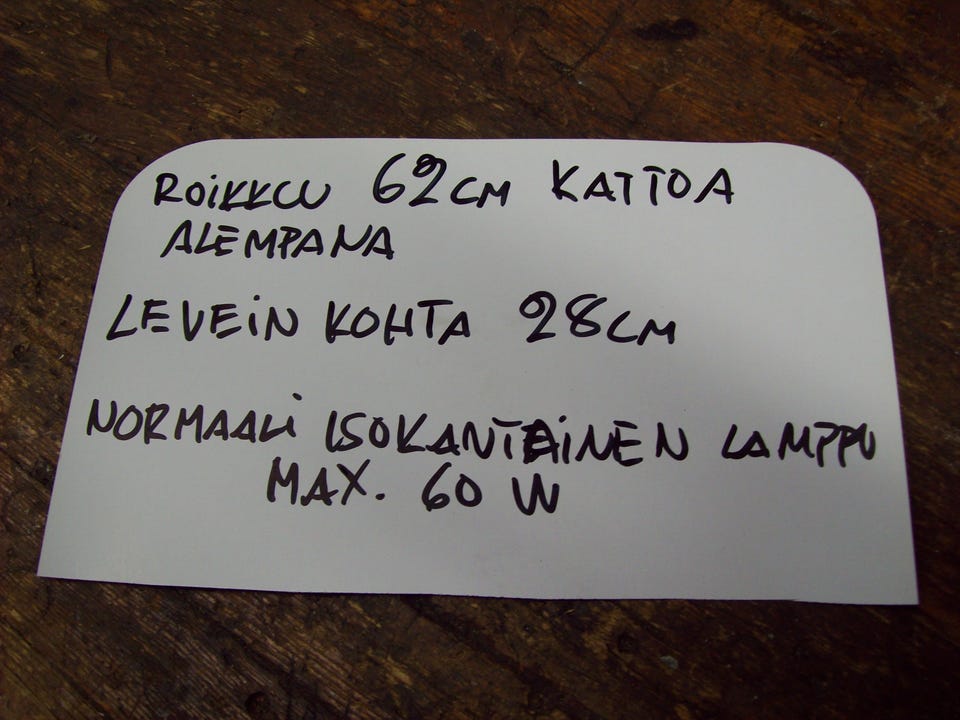 ROIKKUU 62CM KATTOA
ALEMPANA
LEVEIN KOHTA 28CM
NORMAALI ISOKANTAINEN LAMPPU
MAX. 60 W